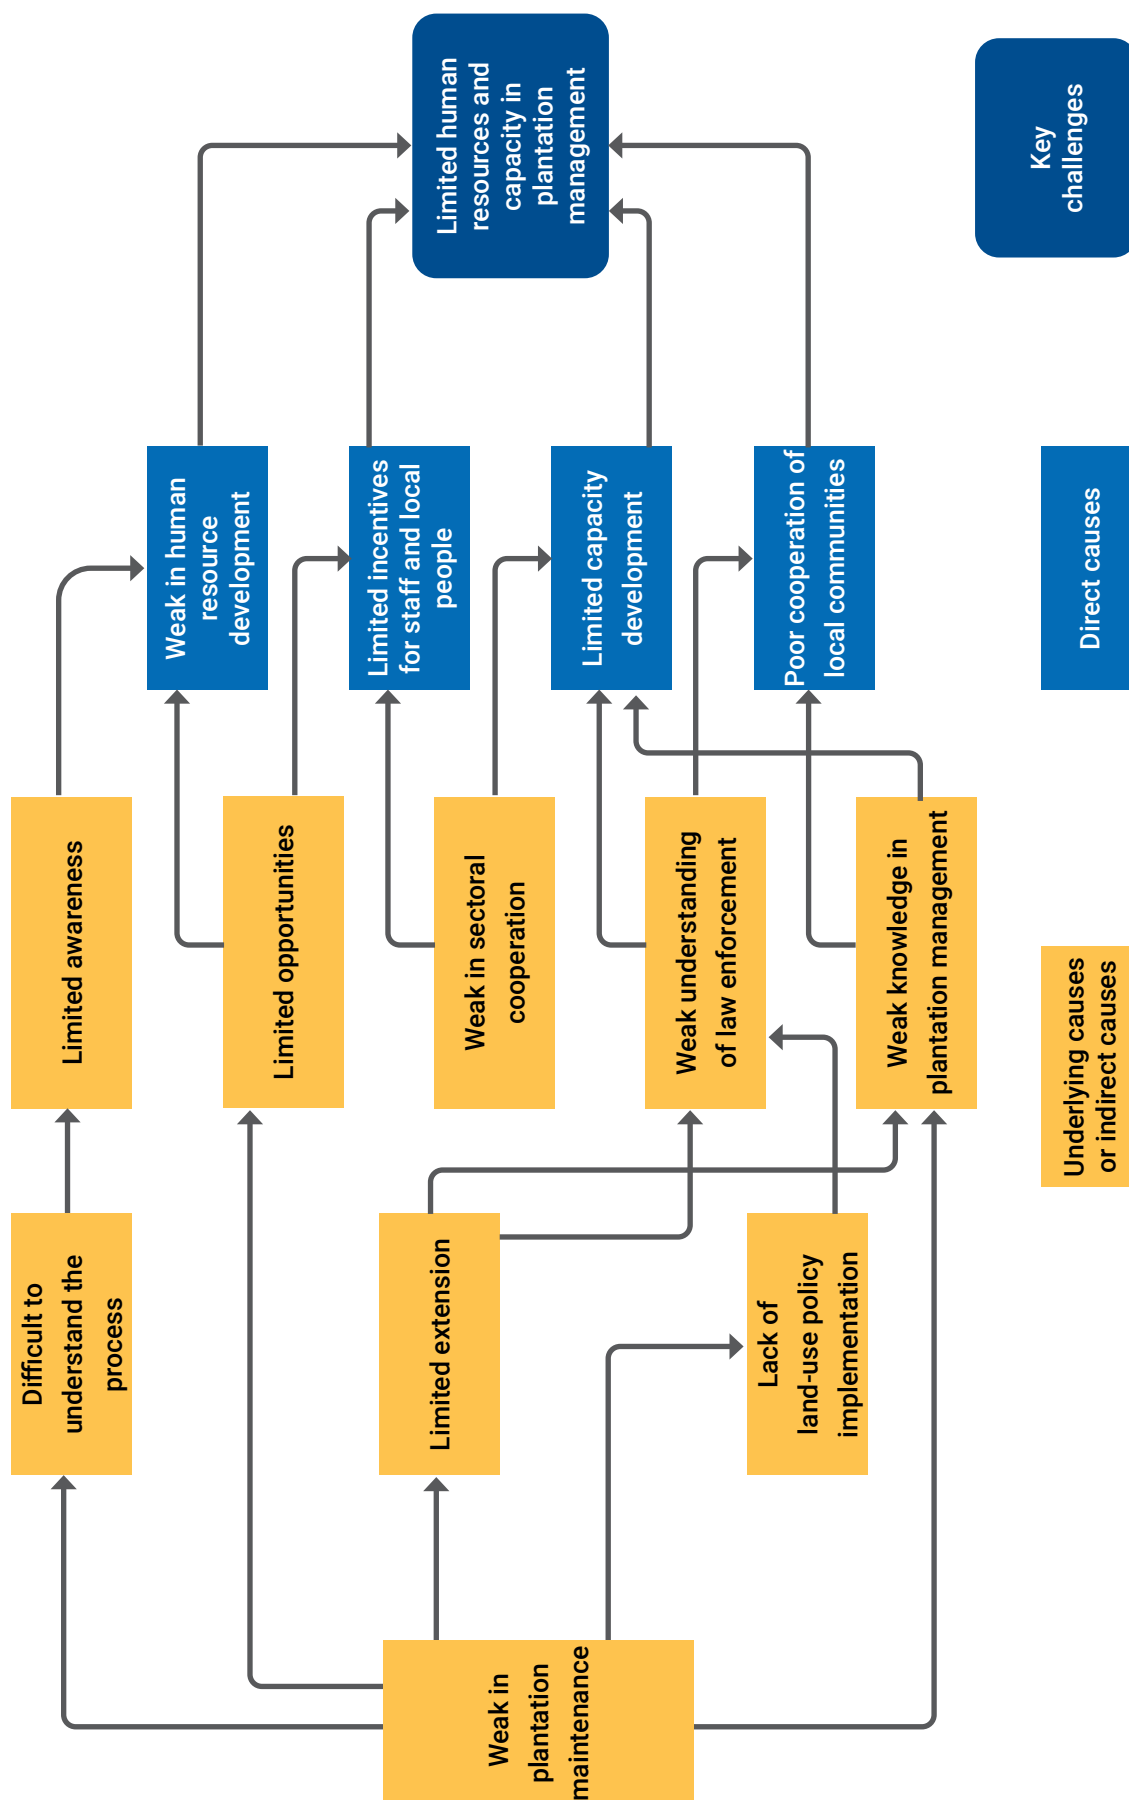 Limited human
resources and
capacity in
plantation
management
Key
challenges
Weak in human
resource
development
Limited incentives
for staff and local
people
Limited capacity
development
Poor cooperation of
local communities
Direct causes
Limited awareness
Limited opportunities
Weak in sectoral
cooperation
Weak understanding
of law enforcement
Weak knowledge in
plantation management
Underlying causes
or indirect causes
Difficult to
understand the
process
Limited extension
Lack of
land-use policy
implementation
Weak in
plantation
maintenance